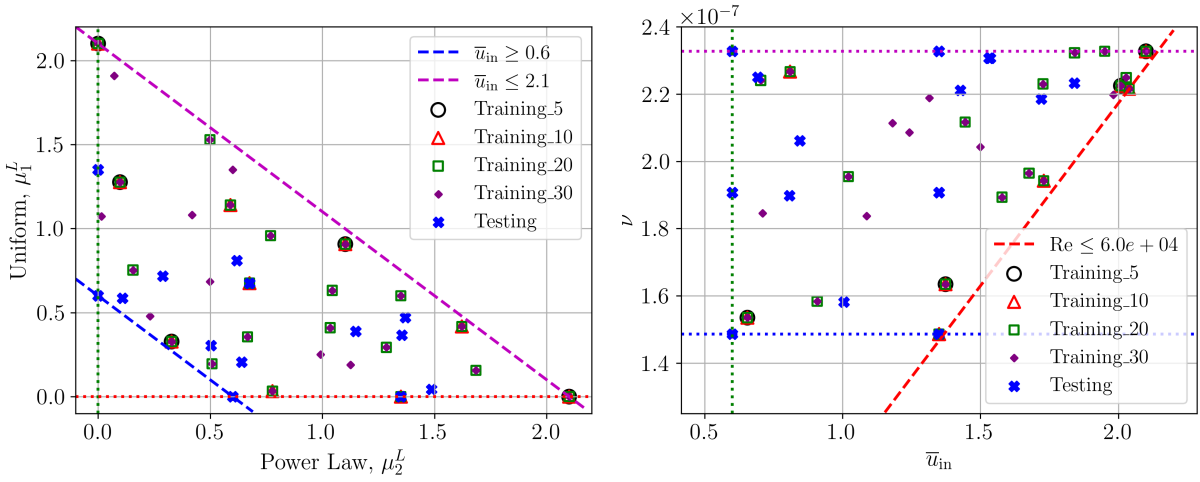 2.0
1.5
1.0
0.5
0.0
Uniform, μ₁ᴸ
0.0 0.5 1.0 1.5 2.0
Power Law, μ₂ᴸ
u̅in ≥ 0.6
u̅in ≤ 2.1
Training_5
Training_10
Training_20
Training_30
Testing
×10⁻⁷
2.4
2.2
2.0
1.8
1.6
1.4
ν
0.5 1.0 1.5 2.0
u̅in
Re ≤ 6.0e + 04
Training_5
Training_10
Training_20
Training_30
Testing